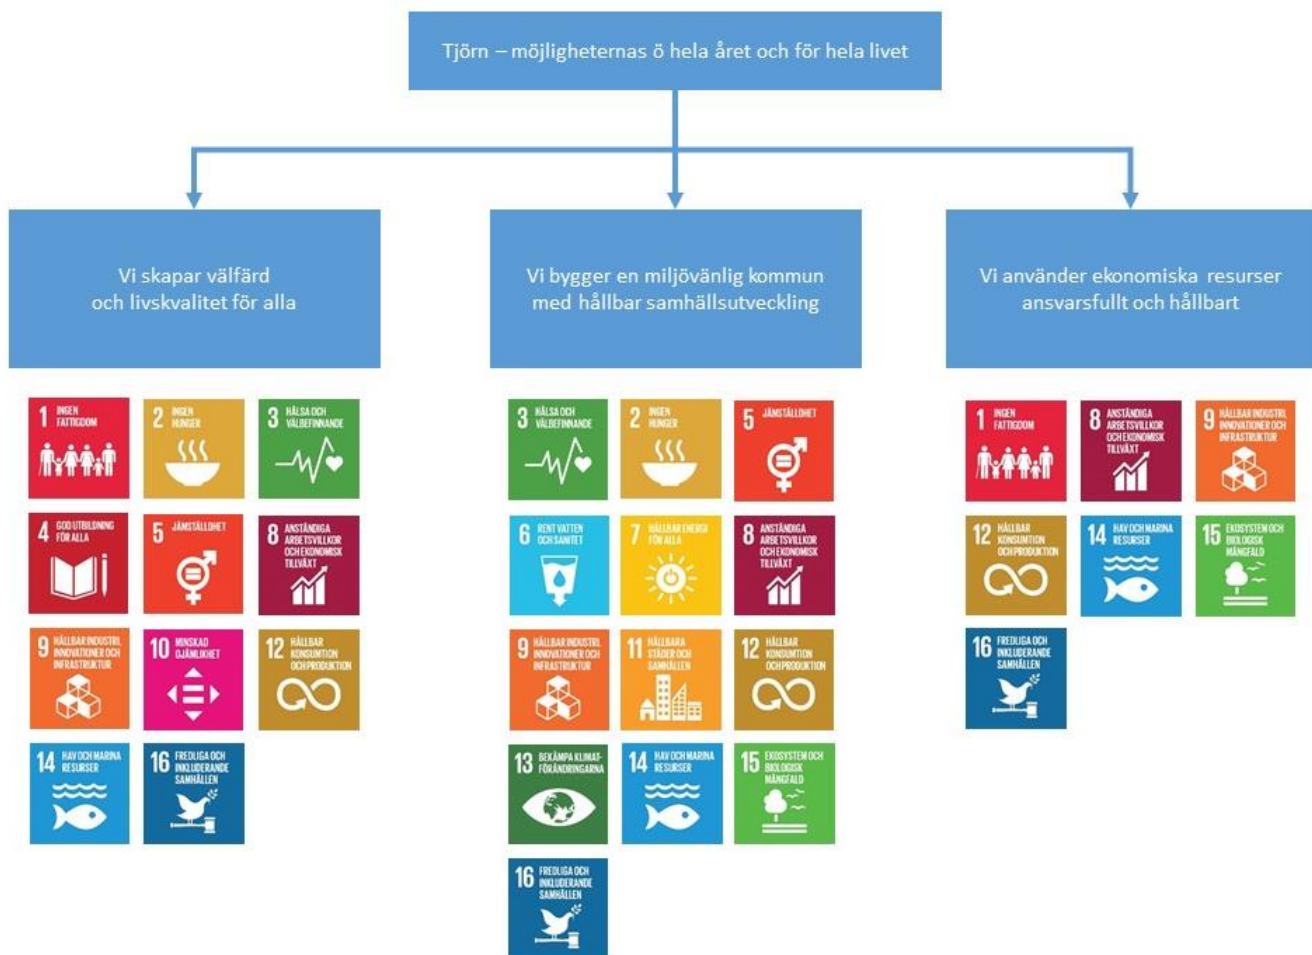 Tjörn – möjligheternas ö hela året och för hela livet
Vi skapar välfärd
och livskvalitet för alla
Vi bygger en miljövänlig kommun
med hållbar samhällsutveckling
Vi använder ekonomiska resurser
ansvarsfullt och hållbart
1 INGEN
FATTIGDOM
2 INGEN
HUNGER
3 HÄLSA OCH
VÄLBEFINNANDE
4 GOD UTBILDNING
FÖR ALLA
5 JÄMSTÄLLDHET
8 ANSTÄNDIGA
ARBETSVILLKOR
OCH EKONOMISK
TILLVÄXT
9 HÅLLBAR INDUSTRI,
INNOVATIONER OCH
INFRASTRUKTUR
10 MINSKAD
OJÄMLIKHET
12 HÅLLBAR
KONSUMTION
OCH PRODUKTION
14 HAV OCH MARINA
RESURSER
16 FREDLIGA OCH
INKLUDERANDE
SAMHÄLLEN
3 HÄLSA OCH
VÄLBEFINNANDE
2 INGEN
HUNGER
5 JÄMSTÄLLDHET
6 RENT VATTEN
OCH SANITET
7 HÅLLBAR ENERGI
FÖR ALLA
8 ANSTÄNDIGA
ARBETSVILLKOR
OCH EKONOMISK
TILLVÄXT
9 HÅLLBAR INDUSTRI,
INNOVATIONER OCH
INFRASTRUKTUR
11 HÅLLBARA
STÄDER OCH
SAMHÄLLEN
12 HÅLLBAR
KONSUMTION
OCH PRODUKTION
13 BEKÄMPA KLIMAT-
FÖRÄNDRINGARNA
14 HAV OCH MARINA
RESURSER
15 EKOSYSTEM OCH
BIOLOGISK
MÅNGFALD
16 FREDLIGA OCH
INKLUDERANDE
SAMHÄLLEN
1 INGEN
FATTIGDOM
8 ANSTÄNDIGA
ARBETSVILLKOR
OCH EKONOMISK
TILLVÄXT
9 HÅLLBAR INDUSTRI,
INNOVATIONER OCH
INFRASTRUKTUR
12 HÅLLBAR
KONSUMTION
OCH PRODUKTION
14 HAV OCH MARINA
RESURSER
15 EKOSYSTEM OCH
BIOLOGISK
MÅNGFALD
16 FREDLIGA OCH
INKLUDERANDE
SAMHÄLLEN